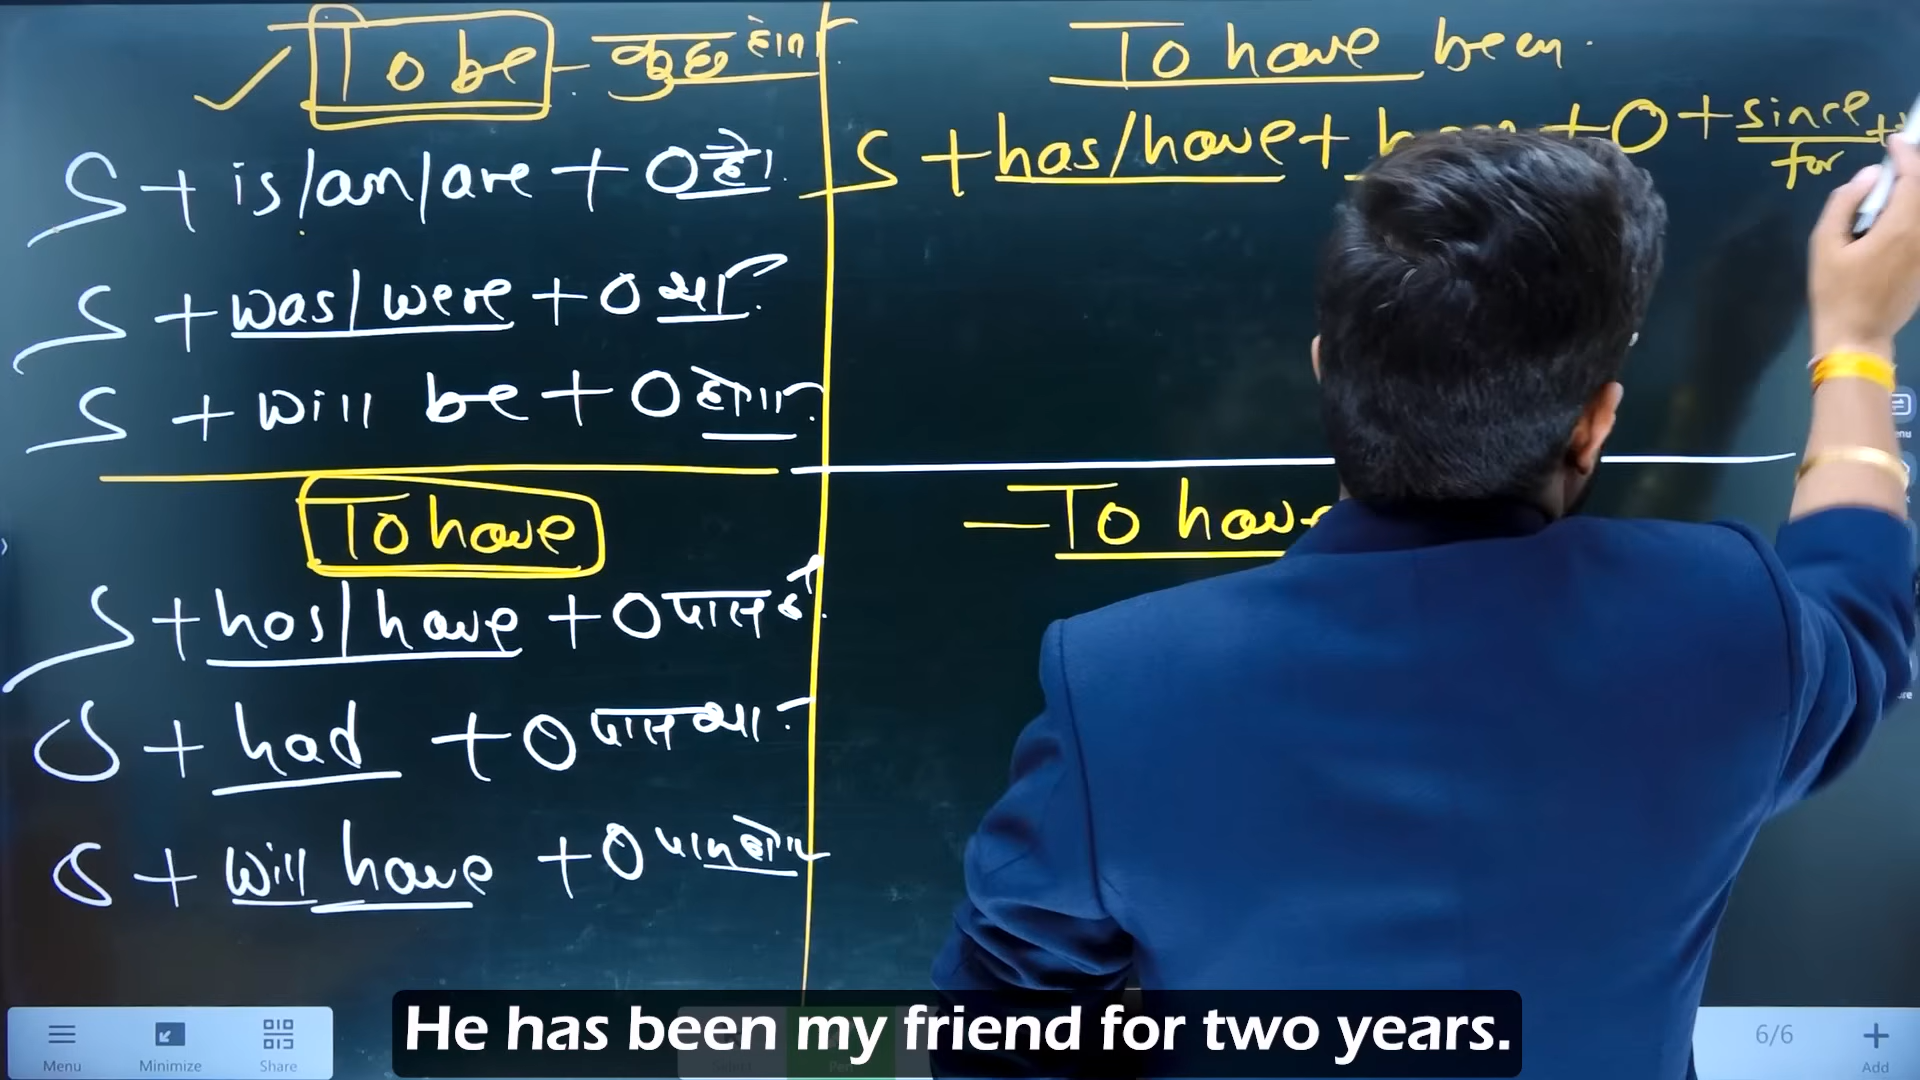 To be - कुछ होना
S + is/am/are + O है।
S + was/were + O था
S + will be + O होगा
To have
S + has/have + O पास है
S + had + O पास था
S + will have + O पास होगा
To have been
S + has/have + + O + since/for +
To have
He has been my friend for two years.
Menu
Minimize
Share
6/6
Add